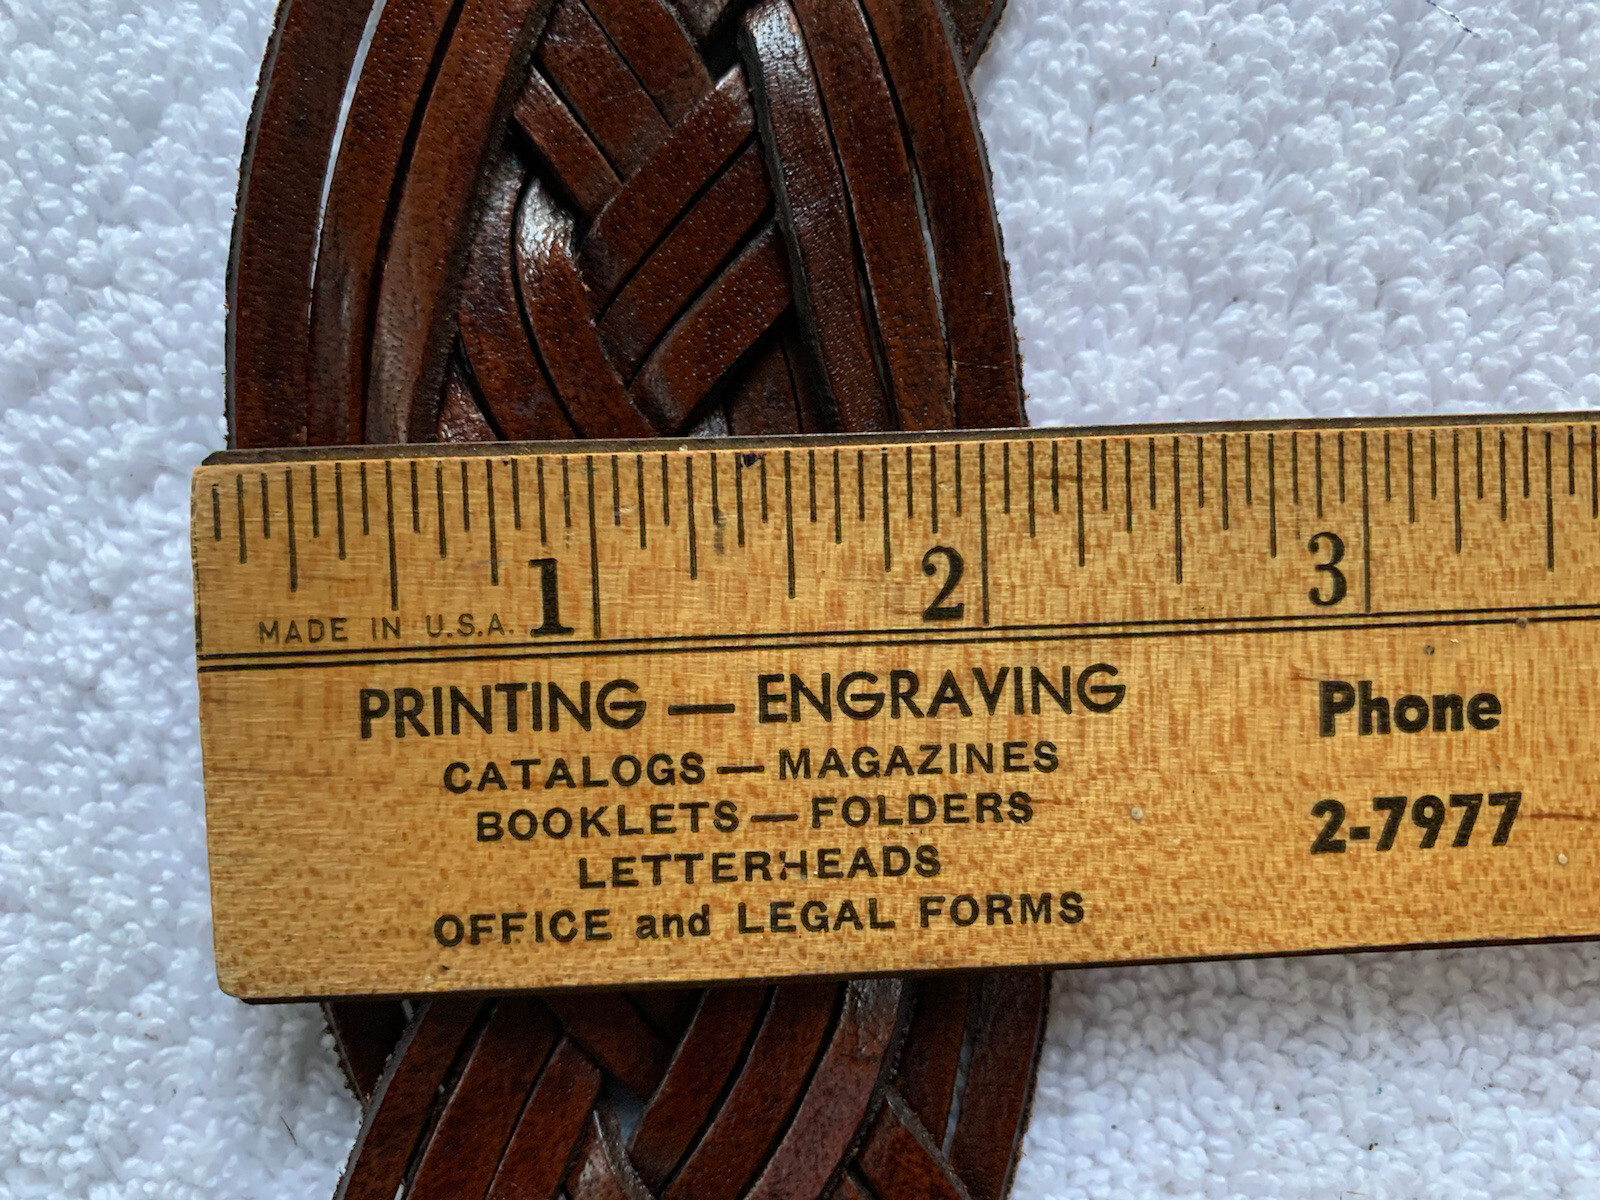 1 2 3
MADE IN U.S.A.
PRINTING — ENGRAVING
CATALOGS — MAGAZINES
BOOKLETS — FOLDERS
LETTERHEADS
OFFICE and LEGAL FORMS
Phone
2-7977